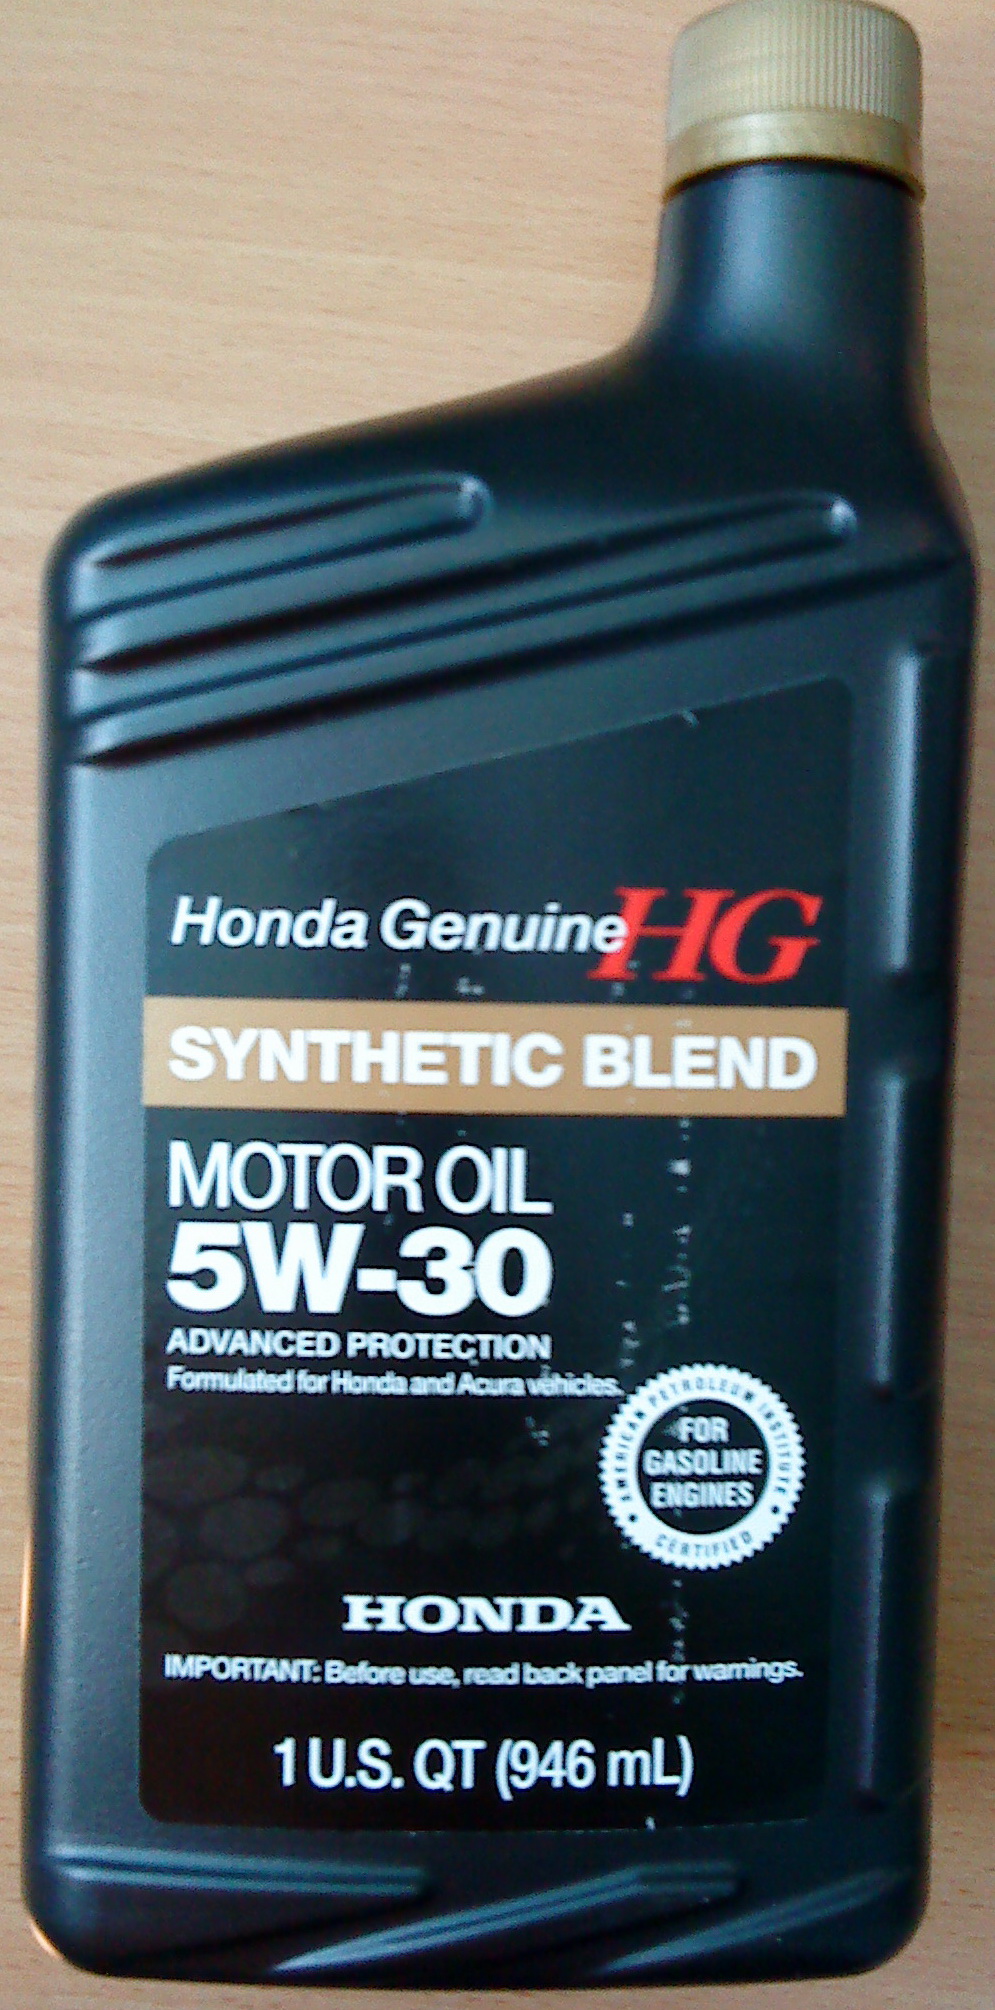 Honda Genuine HG
SYNTHETIC BLEND
MOTOR OIL
5W-30
ADVANCED PROTECTION
Formulated for Honda and Acura vehicles.
AMERICAN PETROLEUM INSTITUTE
FOR
GASOLINE
ENGINES
CERTIFIED
HONDA
IMPORTANT: Before use, read back panel for warnings.
1 U.S. QT (946 mL)